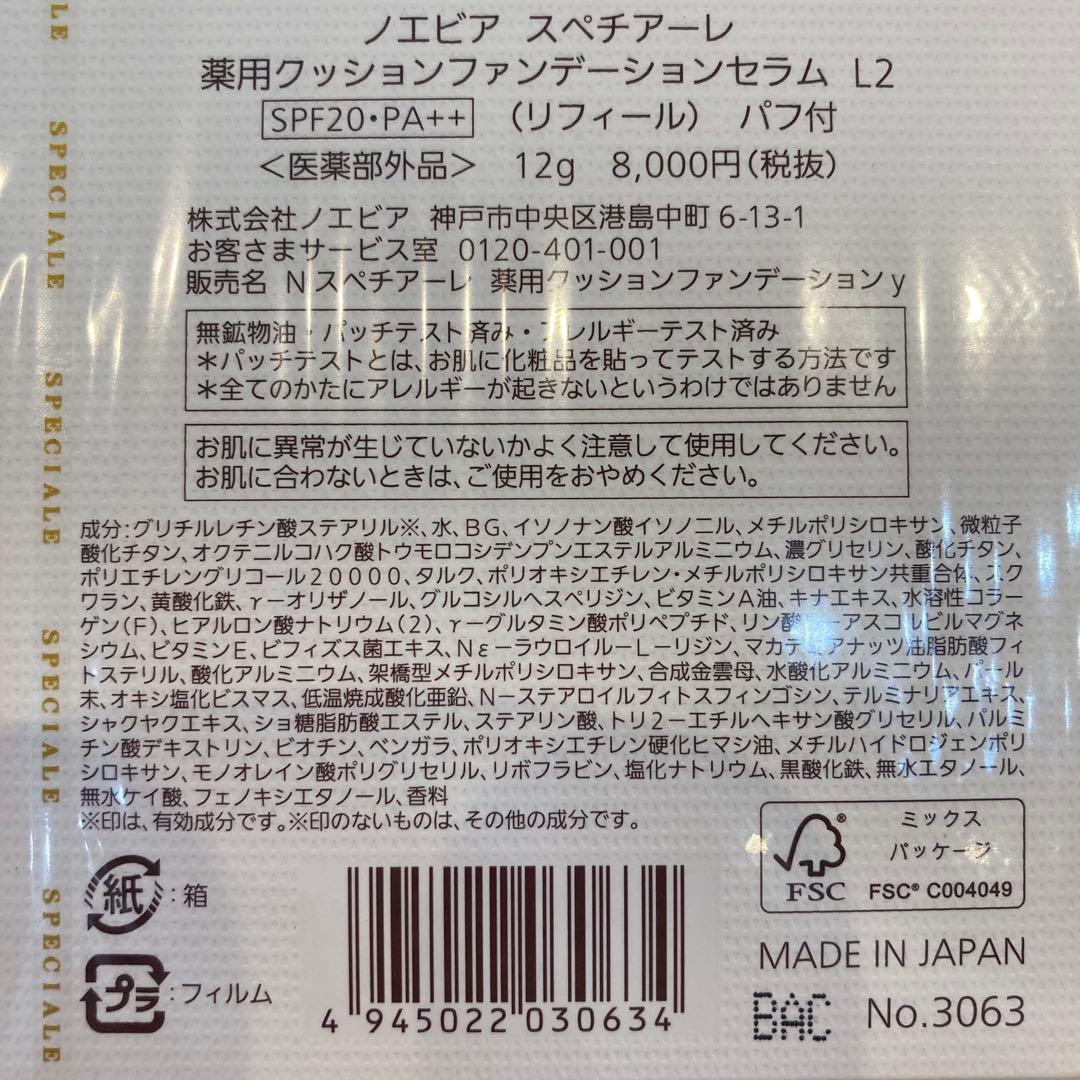 ノエビア スペチアーレ
薬用クッションファンデーションセラム L2
SPF20・PA++ (リフィール) パフ付
<医薬部外品> 12g 8,000円(税抜)
株式会社ノエビア 神戸市中央区港島中町6-13-1
お客さまサービス室 0120-401-001
販売名 Nスペチアーレ 薬用クッションファンデーションy
無鉱物油・パッチテスト済み・アレルギーテスト済み
*パッチテストとは、お肌に化粧品を貼ってテストする方法です
*全てのかたにアレルギーが起きないというわけではありません
お肌に異常が生じていないかよく注意して使用してください。
お肌に合わないときは、ご使用をおやめください。
成分:グリチルレチン酸ステアリル※、水、BG、イソノナン酸イソノニル、メチルポリシロキサン、微粒子
酸化チタン、オクテニルコハク酸トウモロコシデンプンエステルアルミニウム、濃グリセリン、酸化チタン、
ポリエチレングリコール20000、タルク、ポリオキシエチレン・メチルポリシロキサン共重合体、スク
ワラン、黄酸化鉄、γーオリザノール、グルコシルヘスペリジン、ビタミンA油、キナエキス、水溶性コラー
ゲン(F)、ヒアルロン酸ナトリウム(2)、γーグルタミン酸ポリペプチド、リン酸 ーアスコルビルマグネ
シウム、ビタミンE、ビフィズス菌エキス、NεーラウロイルーLーリジン、マカデミアナッツ油脂肪酸フィ
トステリル、酸化アルミニウム、架橋型メチルポリシロキサン、合成金雲母、水酸化アルミニウム、パール
末、オキシ塩化ビスマス、低温焼成酸化亜鉛、Nーステアロイルフィトスフィンゴシン、テルミナリアエキス、
シャクヤクエキス、ショ糖脂肪酸エステル、ステアリン酸、トリ2ーエチルヘキサン酸グリセリル、パルミ
チン酸デキストリン、ビオチン、ベンガラ、ポリオキシエチレン硬化ヒマシ油、メチルハイドロジェンポリ
シロキサン、モノオレイン酸ポリグリセリル、リボフラビン、塩化ナトリウム、黒酸化鉄、無水エタノール、
無水ケイ酸、フェノキシエタノール、香料
※印は、有効成分です。※印のないものは、その他の成分です。
紙:箱
プラ:フィルム
4 945022 030634
FSC®
ミックス
パッケージ
FSC® C004049
MADE IN JAPAN
BAC No.3063
SPECIALE
SPECIALE
SPECIALE
SPECIALE